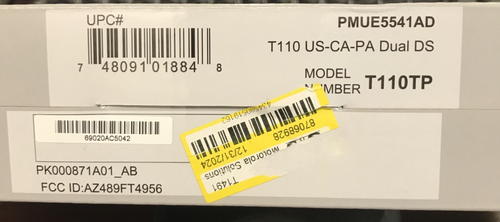 UPC#
7 48091 01884 8
PMUE5541AD
T110 US-CA-PA Dual DS
MODEL
NUMBER T110TP
69020AC5042
PK000871A01_AB
FCC ID:AZ489FT4956
87068928
12/31/2024
Motorola Solutions
T1491